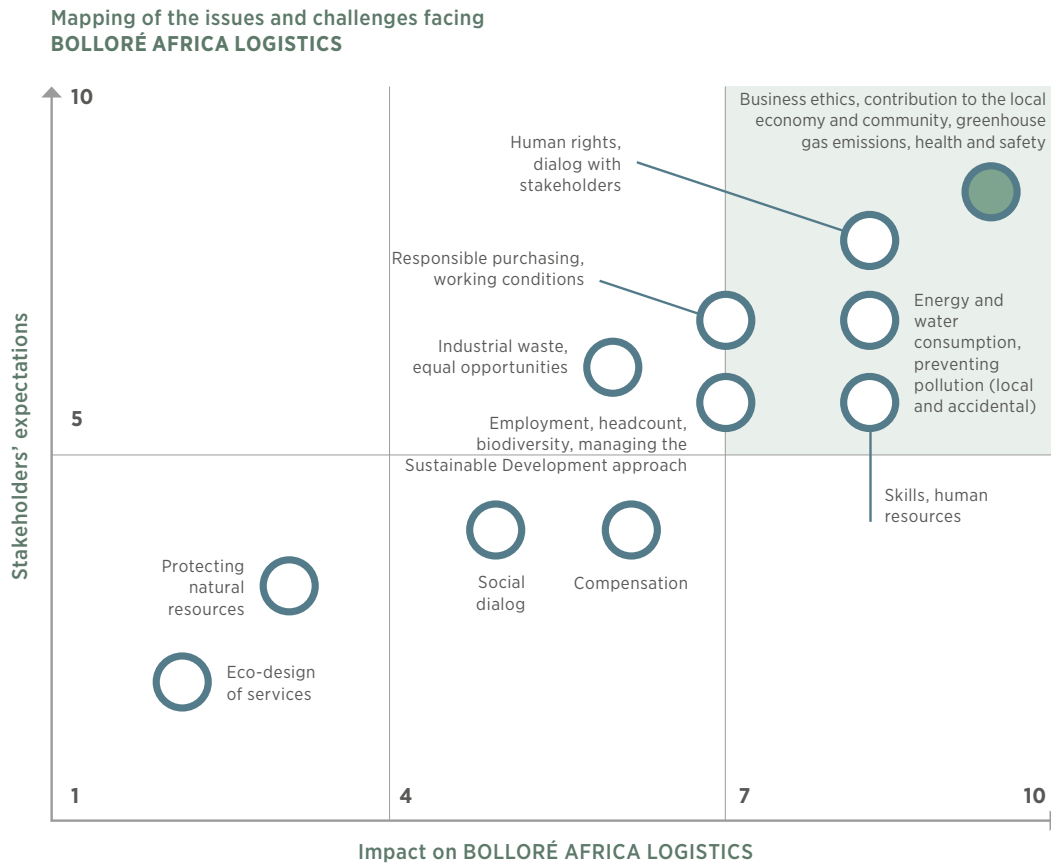 Mapping of the issues and challenges facing
BOLLORÉ AFRICA LOGISTICS
10
Business ethics, contribution to the local
economy and community, greenhouse
gas emissions, health and safety
Human rights,
dialog with
stakeholders
Responsible purchasing,
working conditions
Energy and
water
consumption,
preventing
pollution (local
and accidental)
Industrial waste,
equal opportunities
Stakeholders’ expectations
5
Employment, headcount,
biodiversity, managing the
Sustainable Development approach
Skills, human
resources
Social
dialog
Compensation
Protecting
natural
resources
Eco-design
of services
1
4
7
10
Impact on BOLLORÉ AFRICA LOGISTICS